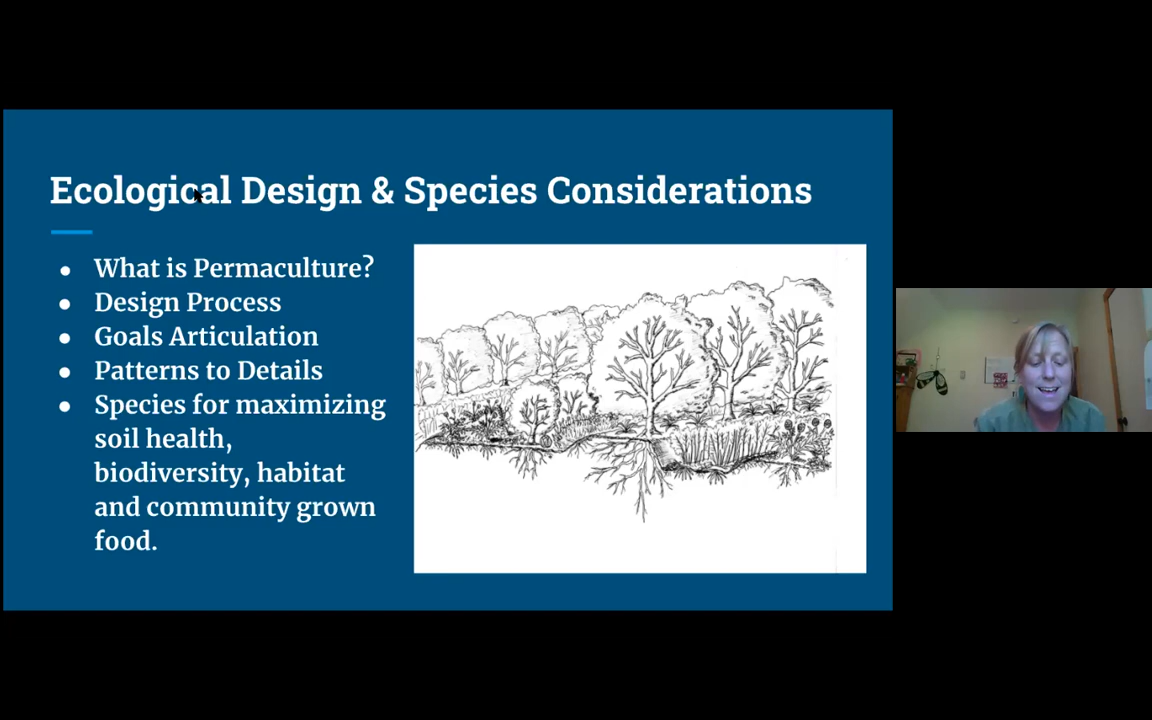 Ecological Design & Species Considerations
● What is Permaculture?
● Design Process
● Goals Articulation
● Patterns to Details
● Species for maximizing
soil health,
biodiversity, habitat
and community grown
food.